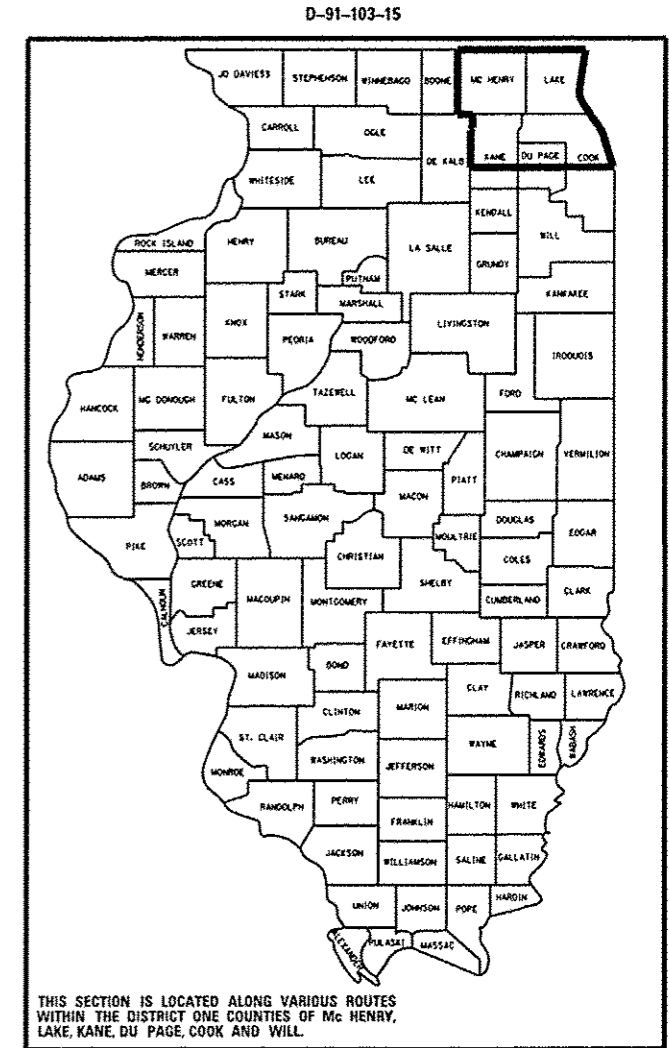 D-91-103-15
JO DAVIESS
STEPHENSON
WINNEBAGO
BOONE
MC HENRY
LAKE
CARROLL
OGLE
DE KALB
KANE
DU PAGE
COOK
WHITESIDE
LEE
KENDALL
WILL
ROCK ISLAND
HENRY
BUREAU
LA SALLE
GRUNDY
MERCER
PUTNAM
KANKAKEE
STARK
MARSHALL
HENDERSON
WARREN
KNOX
PEORIA
WOODFORD
LIVINGSTON
IROQUOIS
HANCOCK
MC DONOUGH
FULTON
TAZEWELL
MC LEAN
FORD
MASON
SCHUYLER
LOGAN
DE WITT
CHAMPAIGN
VERMILION
ADAMS
BROWN
CASS
MENARD
PIATT
MACON
MORGAN
SANGAMON
DOUGLAS
EDGAR
PIKE
SCOTT
CHRISTIAN
MOULTRIE
COLES
GREENE
MACOUPIN
MONTGOMERY
SHELBY
CUMBERLAND
CLARK
CALHOUN
JERSEY
FAYETTE
EFFINGHAM
JASPER
CRAWFORD
MADISON
BOND
CLAY
RICHLAND
LAWRENCE
CLINTON
MARION
ST. CLAIR
WAYNE
EDWARDS
WABASH
WASHINGTON
JEFFERSON
MONROE
RANDOLPH
PERRY
HAMILTON
WHITE
FRANKLIN
JACKSON
WILLIAMSON
SALINE
GALLATIN
UNION
JOHNSON
POPE
HARDIN
ALEXANDER
PULASKI
MASSAC
THIS SECTION IS LOCATED ALONG VARIOUS ROUTES
WITHIN THE DISTRICT ONE COUNTIES OF Mc HENRY,
LAKE, KANE, DU PAGE, COOK AND WILL.